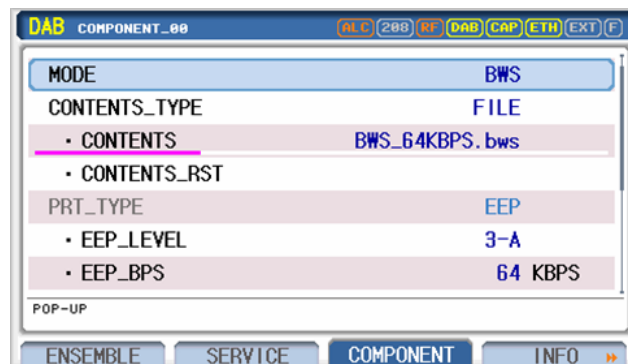 DAB COMPONENT_00 ALC 208 RF DAB CAP ETH EXT F
MODE BWS
CONTENTS_TYPE FILE
· CONTENTS BWS_64KBPS.bws
· CONTENTS_RST
PRT_TYPE EEP
· EEP_LEVEL 3-A
· EEP_BPS 64 KBPS
POP-UP
ENSEMBLE SERVICE COMPONENT INFO